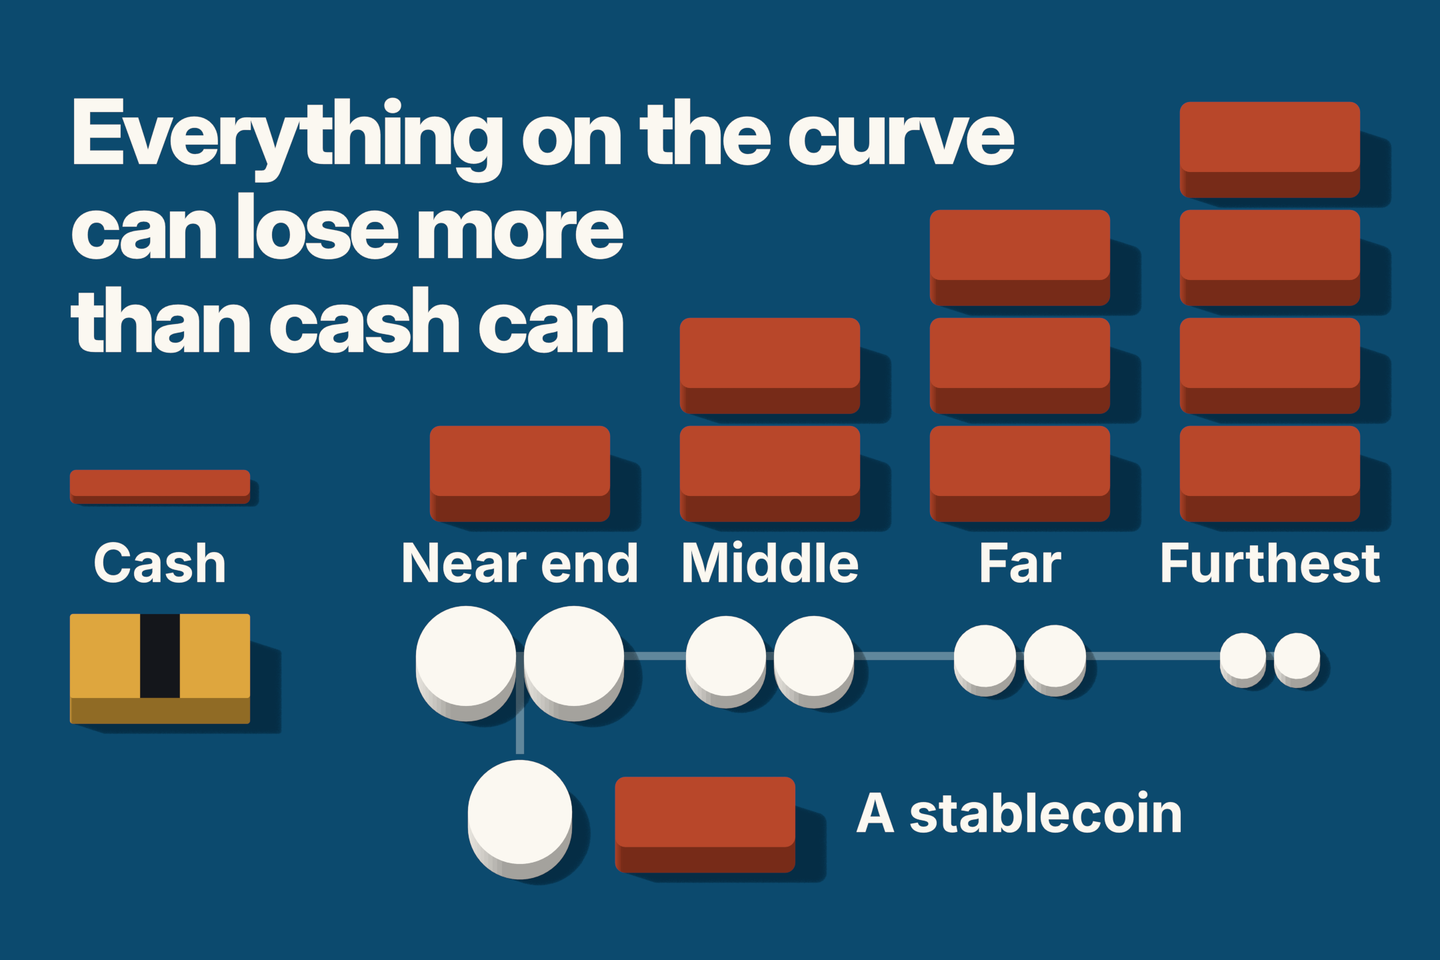 Everything on the curve
can lose more
than cash can
Cash
Near end
Middle
Far
Furthest
A stablecoin